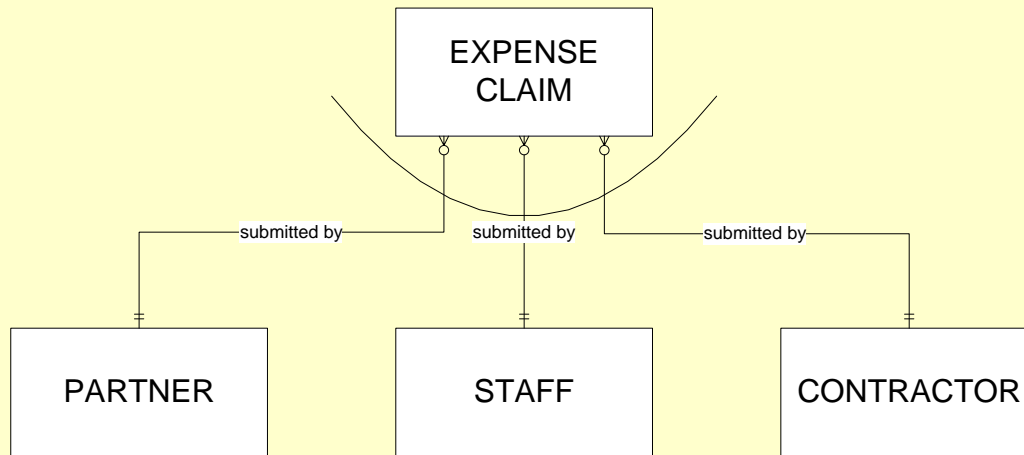 EXPENSE
CLAIM
submitted by
submitted by
submitted by
PARTNER
STAFF
CONTRACTOR